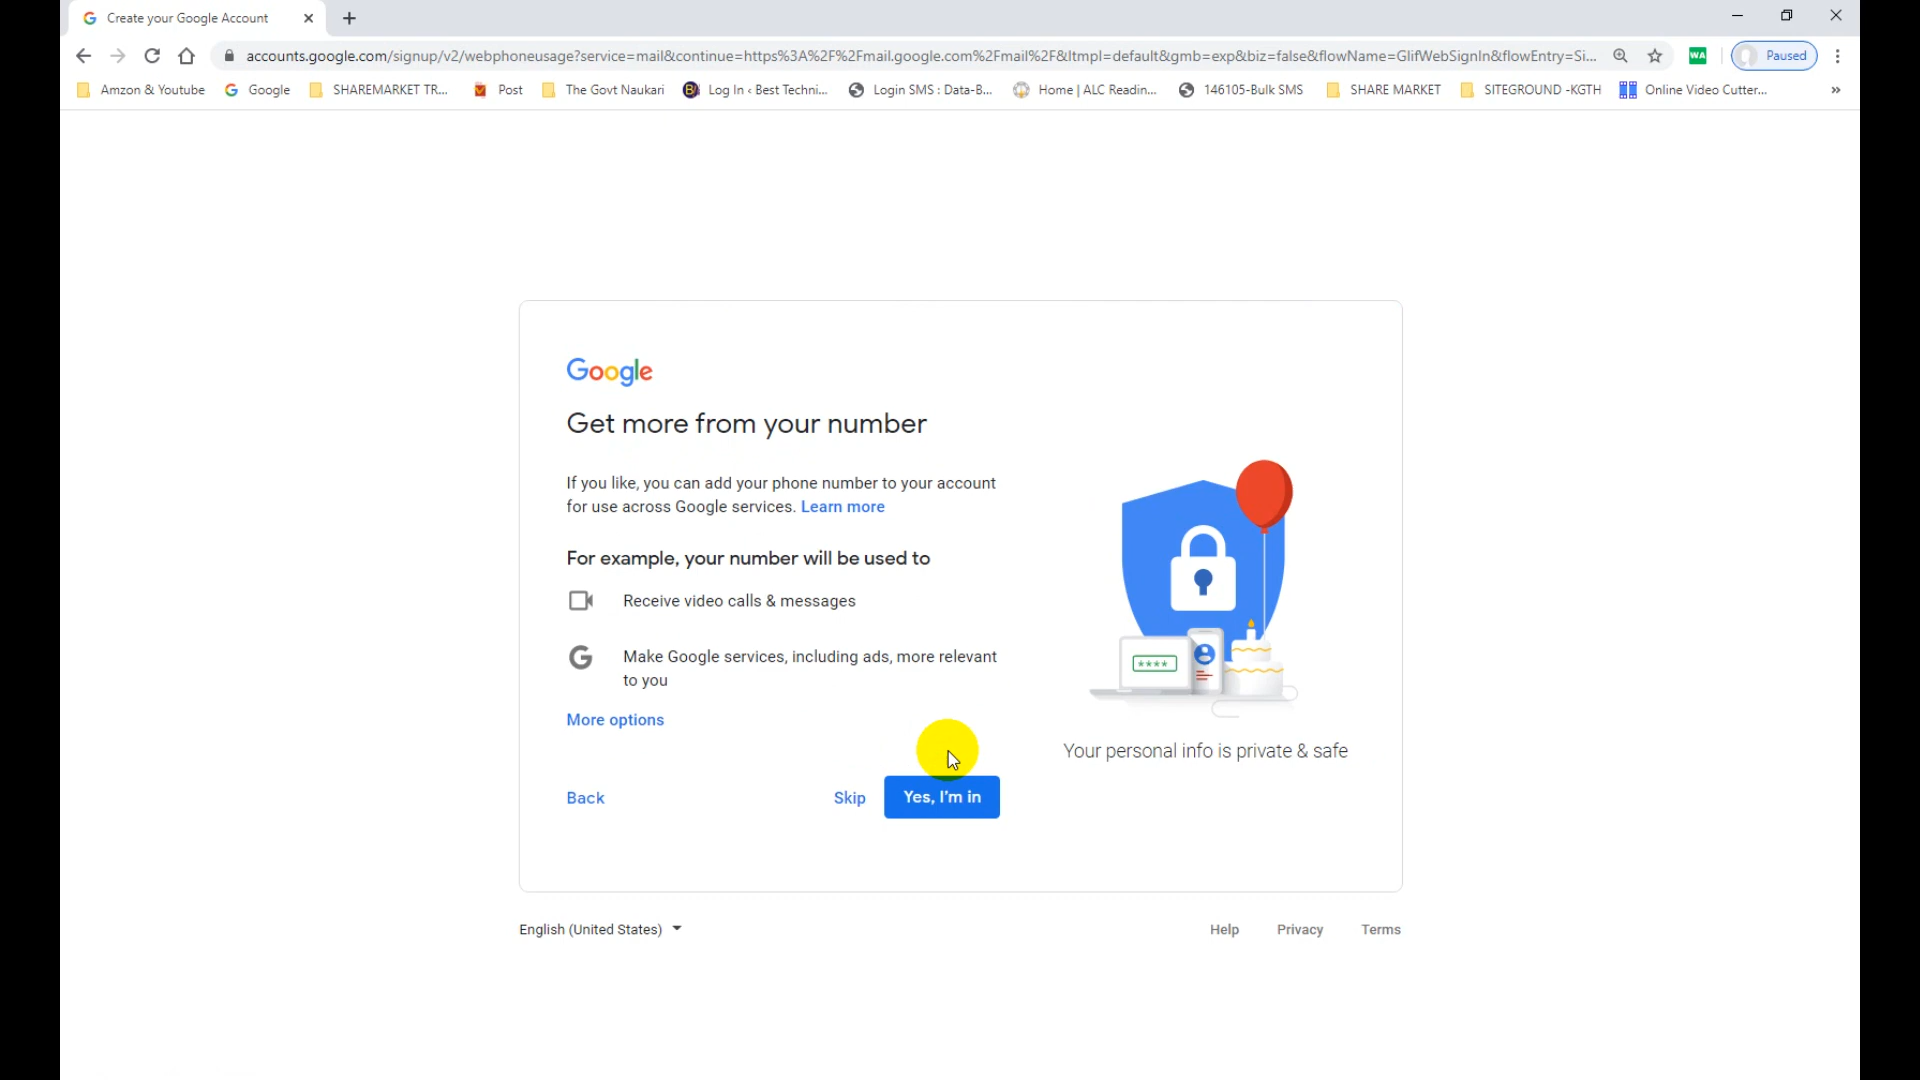 Create your Google Account
accounts.google.com/signup/v2/webphoneusage?service=mail&continue=https%3A%2F%2Fmail.google.com%2Fmail%2F&ltmpl=default&gmb=exp&biz=false&flowName=GlifWebSignIn&flowEntry=Si... WA Paused
Amzon & Youtube Google SHAREMARKET TR... Post The Govt Naukari Log In ‹ Best Techni... Login SMS : Data-B... Home | ALC Readin... 146105-Bulk SMS SHARE MARKET SITEGROUND -KGTH Online Video Cutter... »
Google
Get more from your number
If you like, you can add your phone number to your account
for use across Google services. Learn more
For example, your number will be used to
Receive video calls & messages
Make Google services, including ads, more relevant
to you
More options
****
Your personal info is private & safe
Back Skip Yes, I'm in
English (United States) Help Privacy Terms